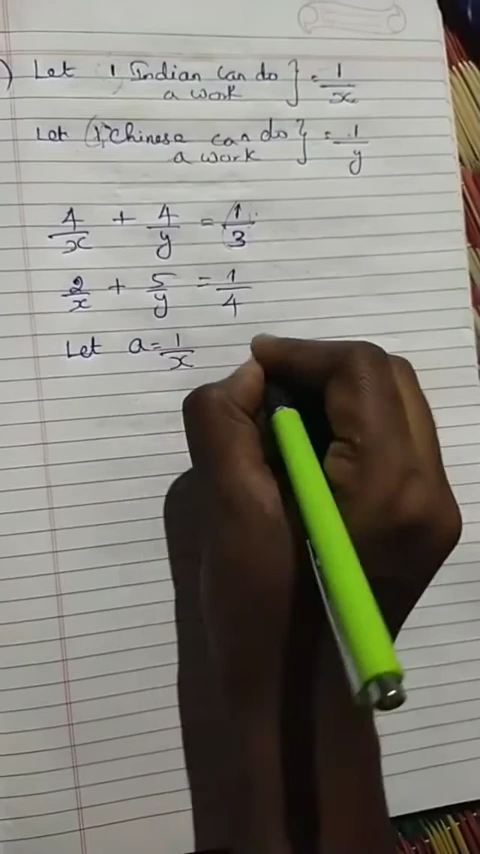 ) Let 1 Indian can do a work } = 1/x
Let (1) Chinese can do a work } = 1/y
4/x + 4/y = 1/3
2/x + 5/y = 1/4
Let a = 1/x